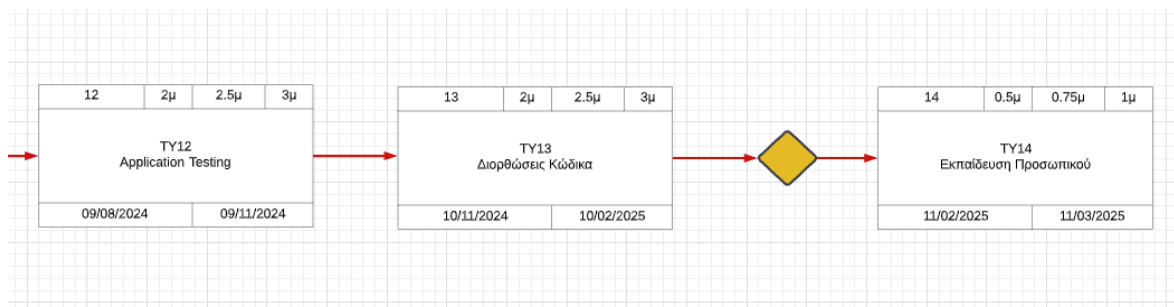 12 2μ 2.5μ 3μ
TY12
Application Testing
09/08/2024 09/11/2024
13 2μ 2.5μ 3μ
TY13
Διορθώσεις Κώδικα
10/11/2024 10/02/2025
14 0.5μ 0.75μ 1μ
TY14
Εκπαίδευση Προσωπικού
11/02/2025 11/03/2025